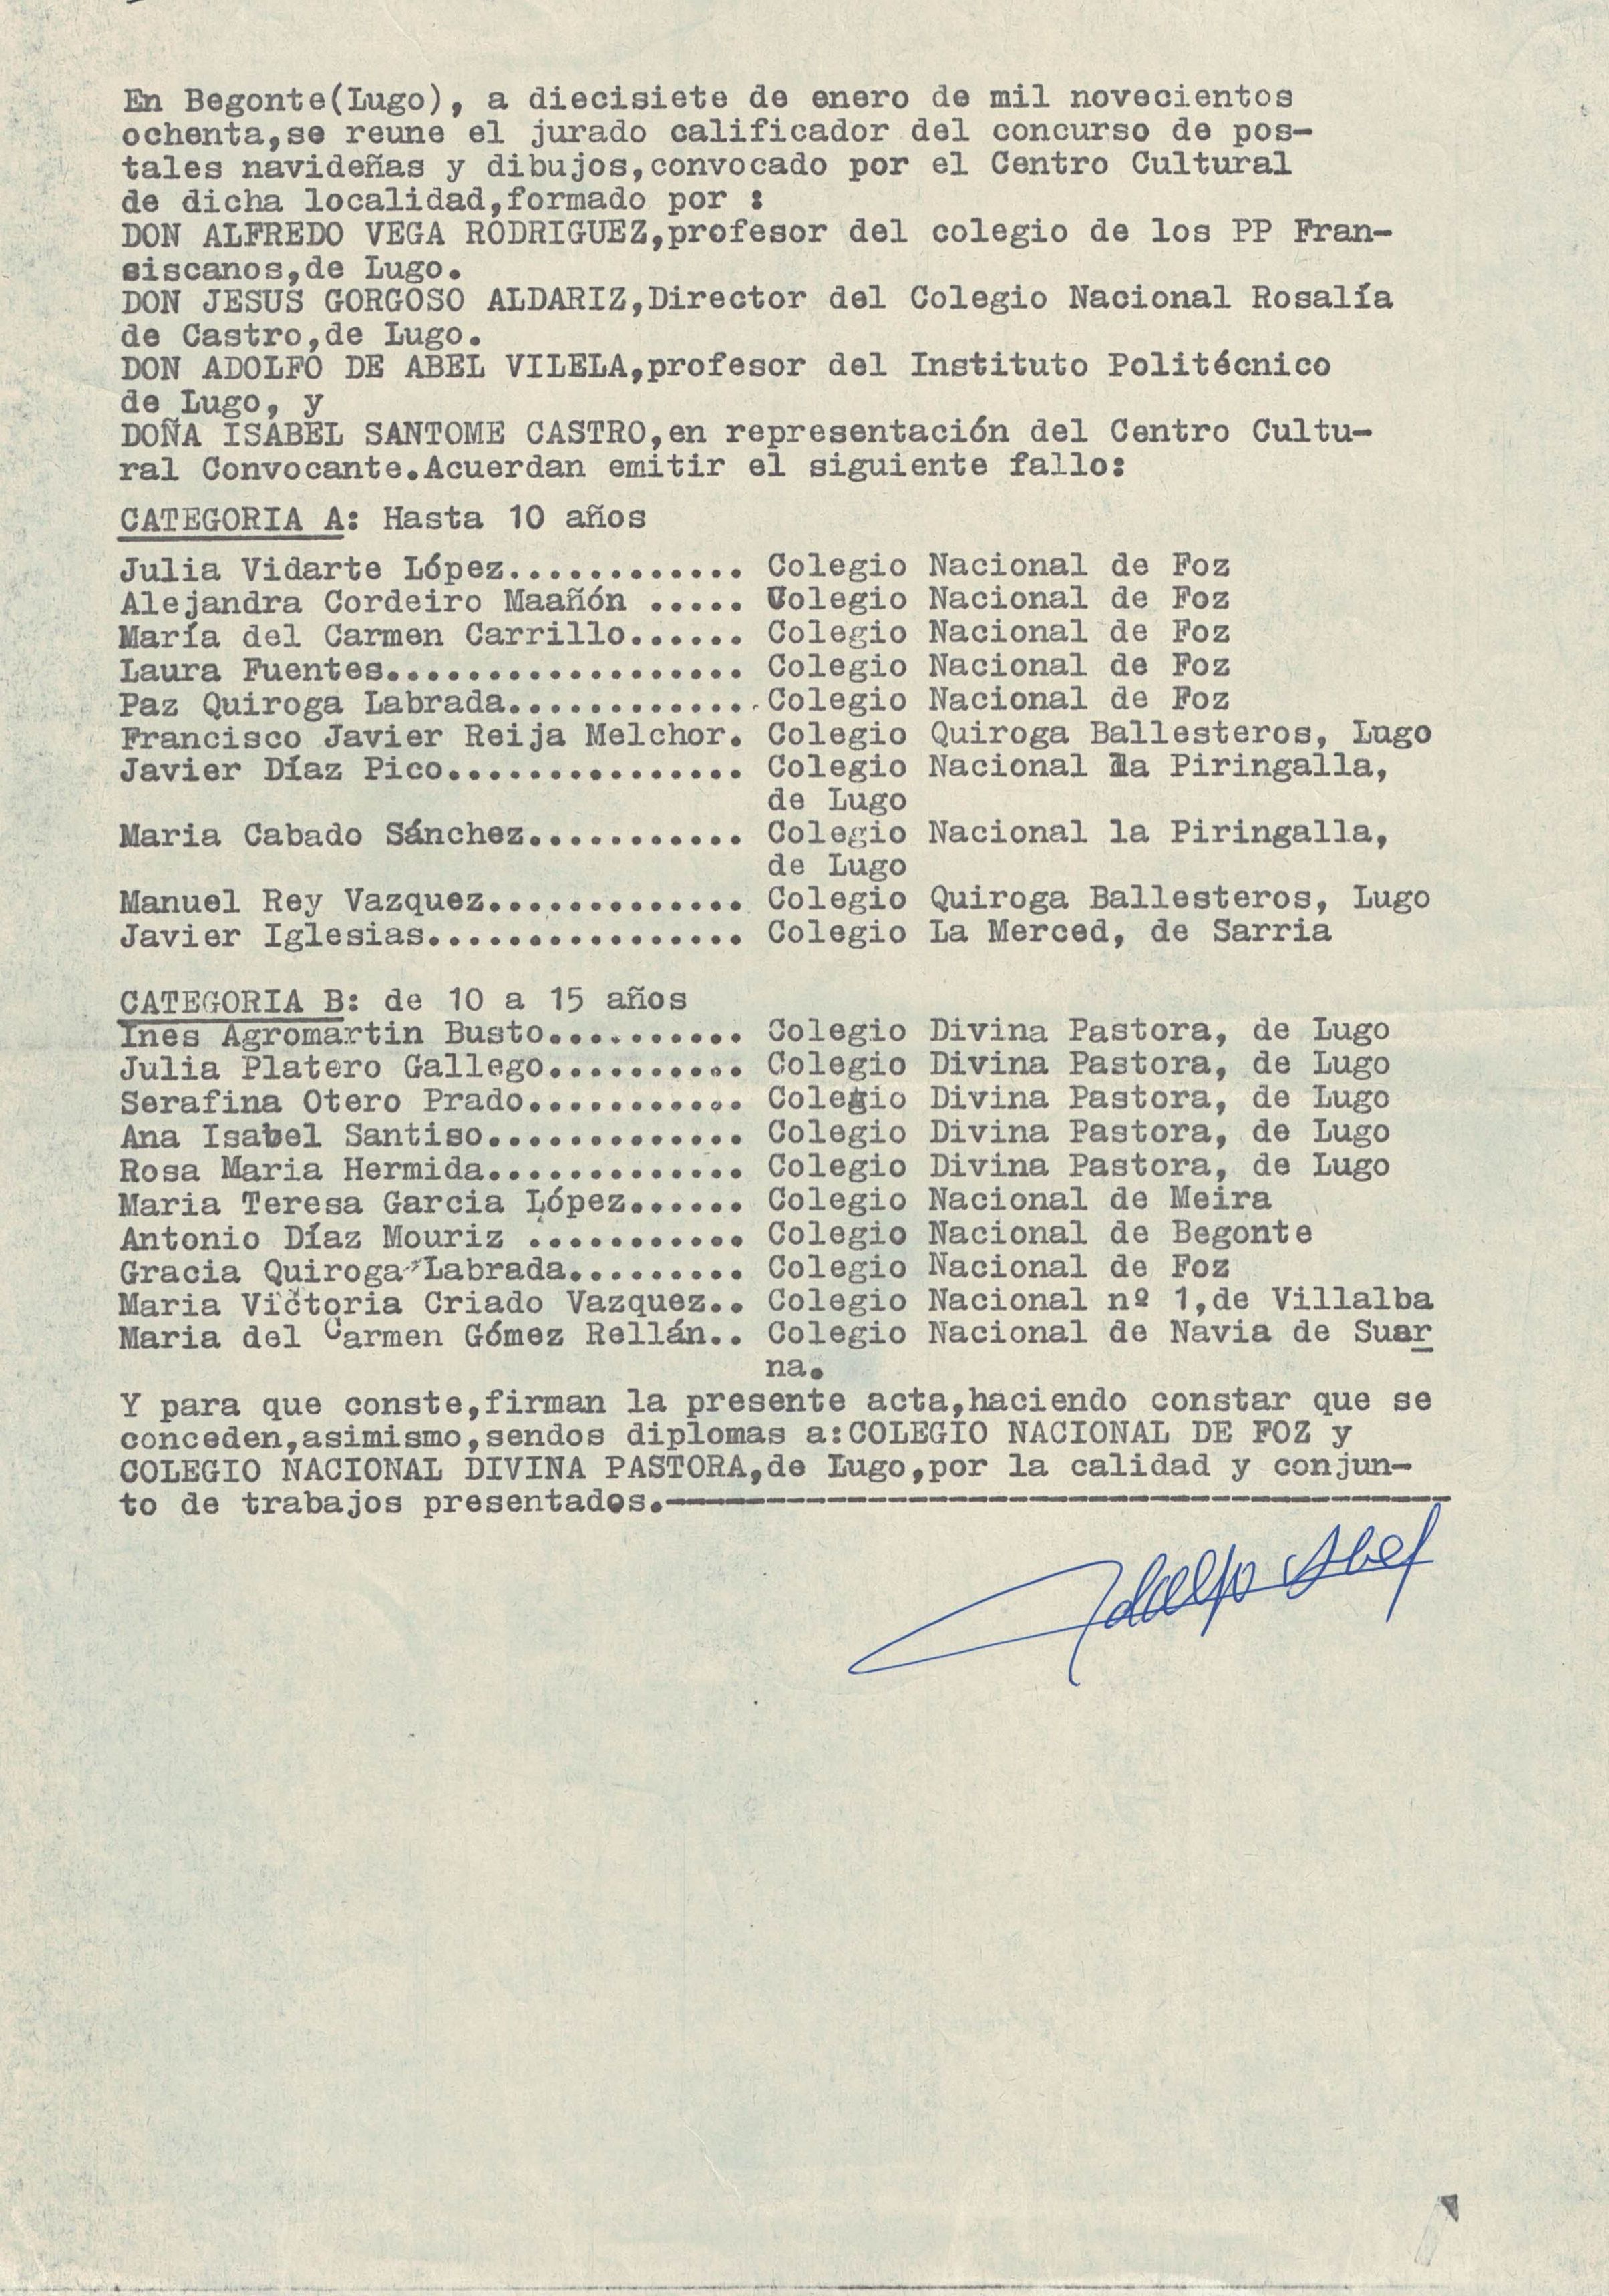 En Begonte(Lugo), a diecisiete de enero de mil novecientos
ochenta,se reune el jurado calificador del concurso de pos-
tales navideñas y dibujos,convocado por el Centro Cultural
de dicha localidad,formado por :
DON ALFREDO VEGA RODRIGUEZ,profesor del colegio de los PP Fran-
siscanos,de Lugo.
DON JESUS GORGOSO ALDARIZ,Director del Colegio Nacional Rosalía
de Castro,de Lugo.
DON ADOLFO DE ABEL VILELA,profesor del Instituto Politécnico
de Lugo, y
DOÑA ISABEL SANTOME CASTRO,en representación del Centro Cultu-
ral Convocante.Acuerdan emitir el siguiente fallo:
CATEGORIA A: Hasta 10 años
Julia Vidarte López............ Colegio Nacional de Foz
Alejandra Cordeiro Maañón ..... Colegio Nacional de Foz
María del Carmen Carrillo...... Colegio Nacional de Foz
Laura Fuentes.................. Colegio Nacional de Foz
Paz Quiroga Labrada............ Colegio Nacional de Foz
Francisco Javier Reija Melchor. Colegio Quiroga Ballesteros, Lugo
Javier Díaz Pico............... Colegio Nacional la Piringalla,
de Lugo
Maria Cabado Sánchez........... Colegio Nacional la Piringalla,
de Lugo
Manuel Rey Vazquez............. Colegio Quiroga Ballesteros, Lugo
Javier Iglesias................ Colegio La Merced, de Sarria
CATEGORIA B: de 10 a 15 años
Ines Agromartin Busto.......... Colegio Divina Pastora, de Lugo
Julia Platero Gallego.......... Colegio Divina Pastora, de Lugo
Serafina Otero Prado........... Colegio Divina Pastora, de Lugo
Ana Isabel Santiso............. Colegio Divina Pastora, de Lugo
Rosa Maria Hermida............. Colegio Divina Pastora, de Lugo
Maria Teresa Garcia López...... Colegio Nacional de Meira
Antonio Díaz Mouriz ........... Colegio Nacional de Begonte
Gracia Quiroga Labrada......... Colegio Nacional de Foz
Maria Victoria Criado Vazquez.. Colegio Nacional nº 1,de Villalba
Maria del Carmen Gómez Rellán.. Colegio Nacional de Navia de Suar
na.
Y para que conste,firman la presente acta,haciendo constar que se
conceden,asimismo,sendos diplomas a:COLEGIO NACIONAL DE FOZ y
COLEGIO NACIONAL DIVINA PASTORA,de Lugo,por la calidad y conjun-
to de trabajos presentados.---------------------------------------
Adolfo Abel